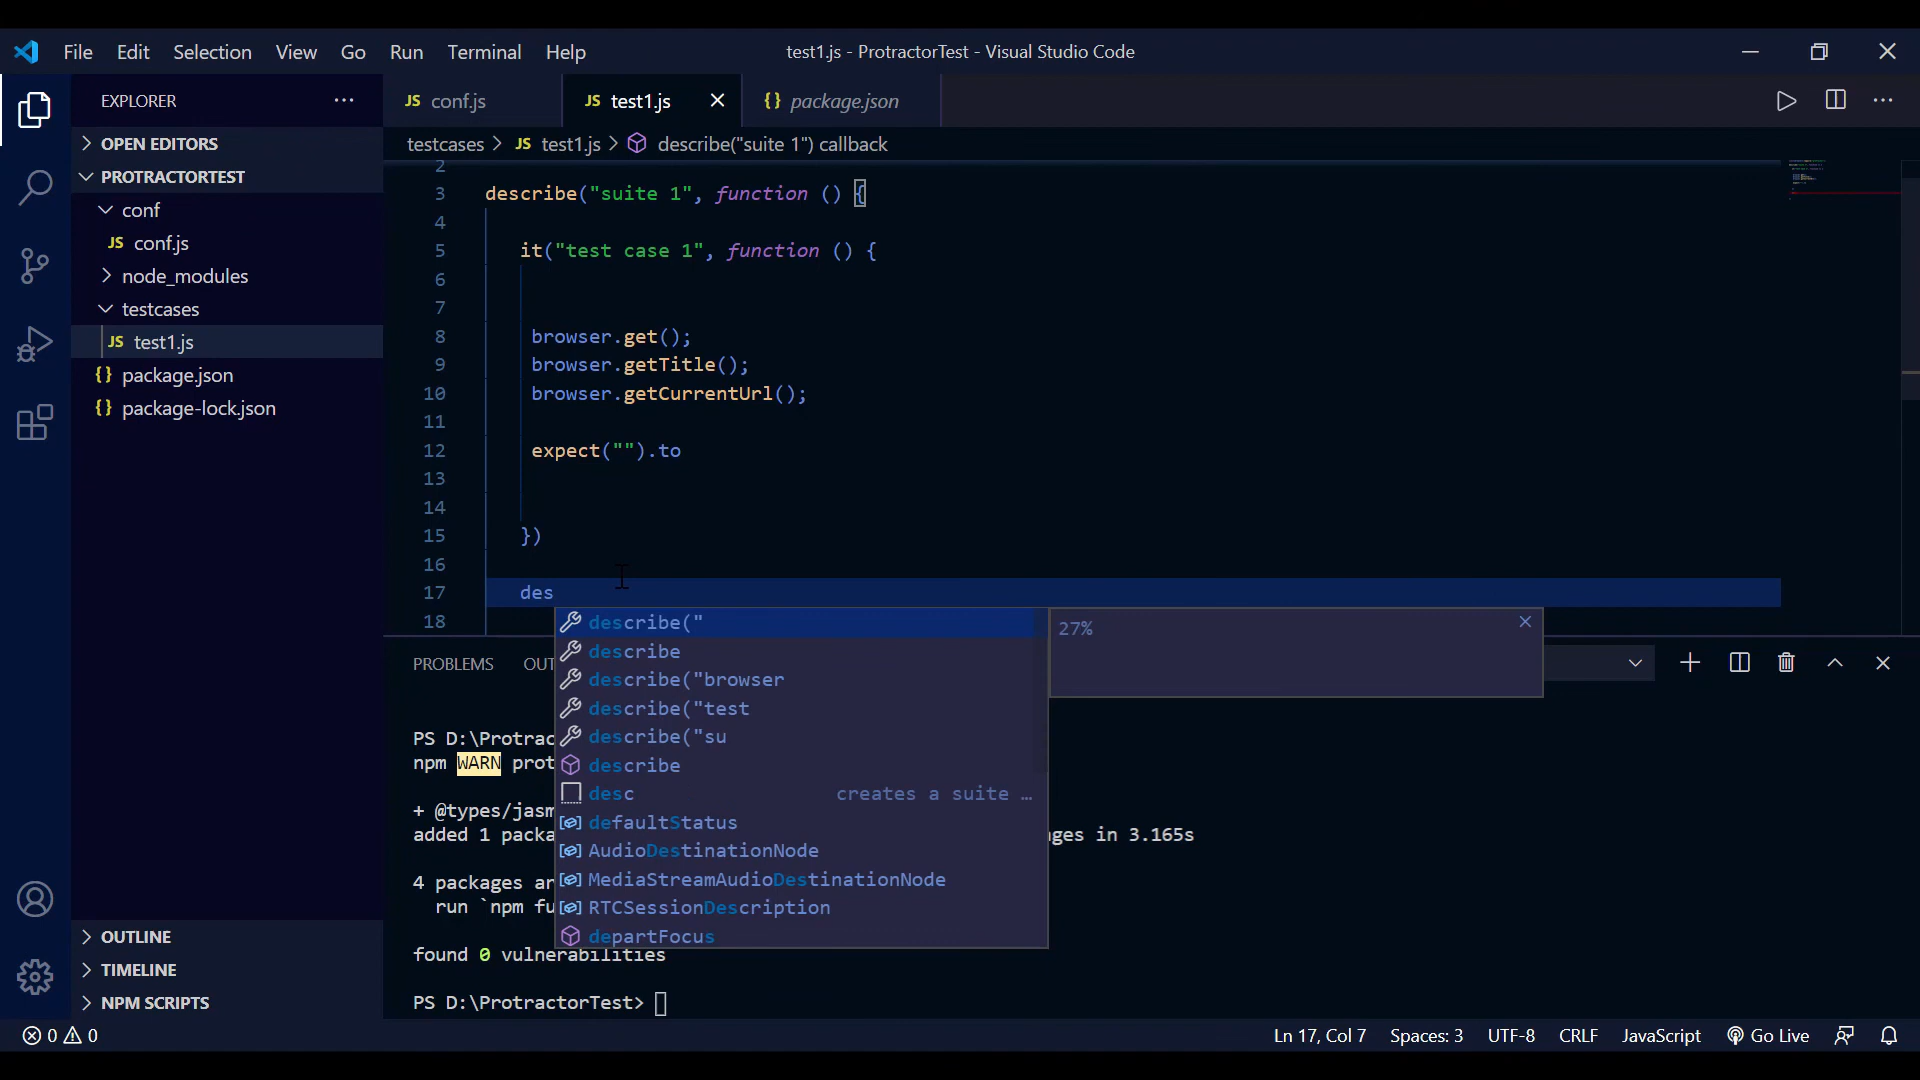 File Edit Selection View Go Run Terminal Help
test1.js - ProtractorTest - Visual Studio Code
EXPLORER
OPEN EDITORS
PROTRACTORTEST
conf
JS conf.js
node_modules
testcases
JS test1.js
{} package.json
{} package-lock.json
OUTLINE
TIMELINE
NPM SCRIPTS
JS conf.js
JS test1.js
{} package.json
testcases > JS test1.js > describe("suite 1") callback
2
3 describe("suite 1", function () {
4
5 it("test case 1", function () {
6
7
8 browser.get();
9 browser.getTitle();
10 browser.getCurrentUrl();
11
12 expect("").to
13
14
15 })
16
17 des
18
describe("
describe
describe("browser
describe("test
describe("su
describe
desc creates a suite …
defaultStatus
AudioDestinationNode
MediaStreamAudioDestinationNode
RTCSessionDescription
departFocus
27%
PROBLEMS OUT
PS D:\Protrac
npm WARN prot
+ @types/jasm
added 1 packa ges in 3.165s
4 packages ar
run `npm fu
found 0 vulnerabilities
PS D:\ProtractorTest>
0 0
Ln 17, Col 7 Spaces: 3 UTF-8 CRLF JavaScript Go Live